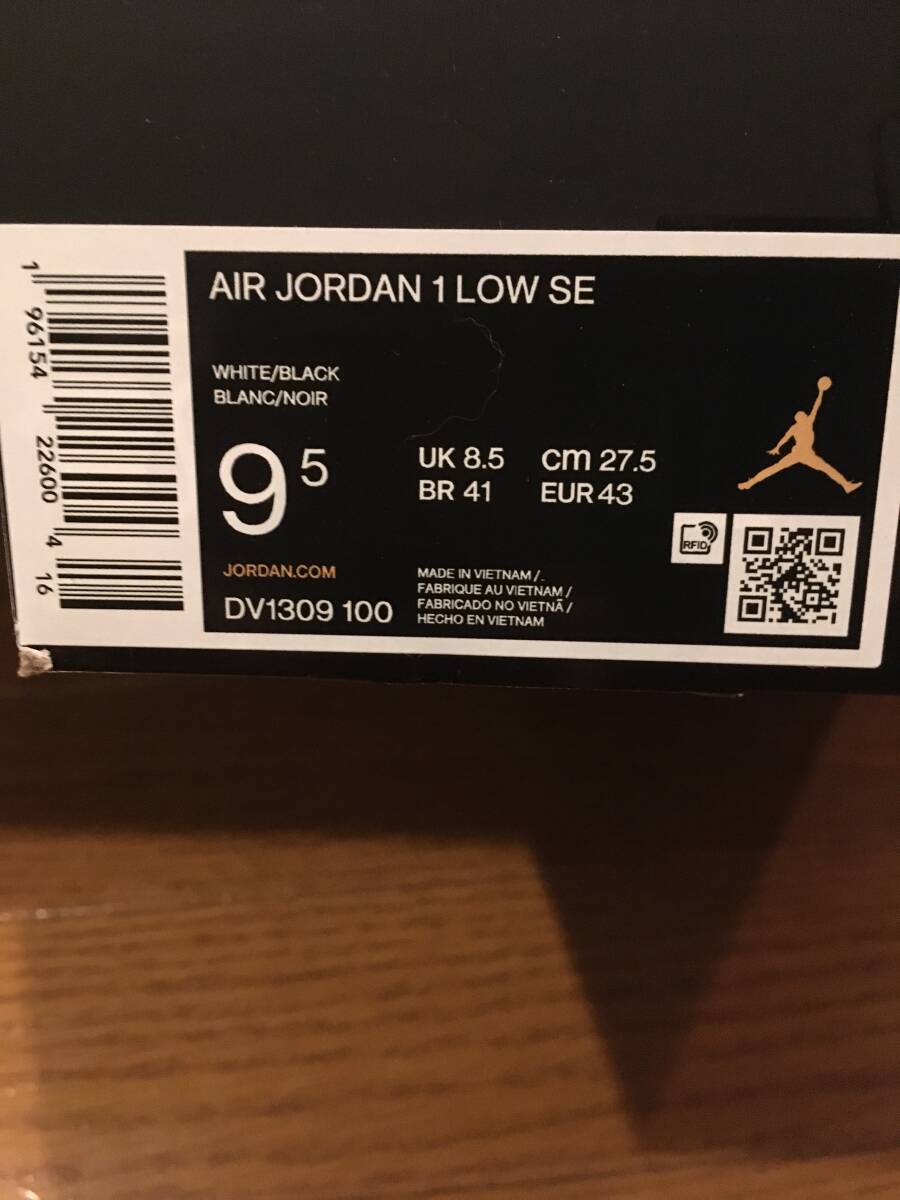 AIR JORDAN 1 LOW SE
WHITE/BLACK
BLANC/NOIR
9 5
UK 8.5 cm 27.5
BR 41 EUR 43
JORDAN.COM
DV1309 100
MADE IN VIETNAM /
FABRIQUE AU VIETNAM /
FABRICADO NO VIETNÃ /
HECHO EN VIETNAM
RFID
1 96154 22600 4 16